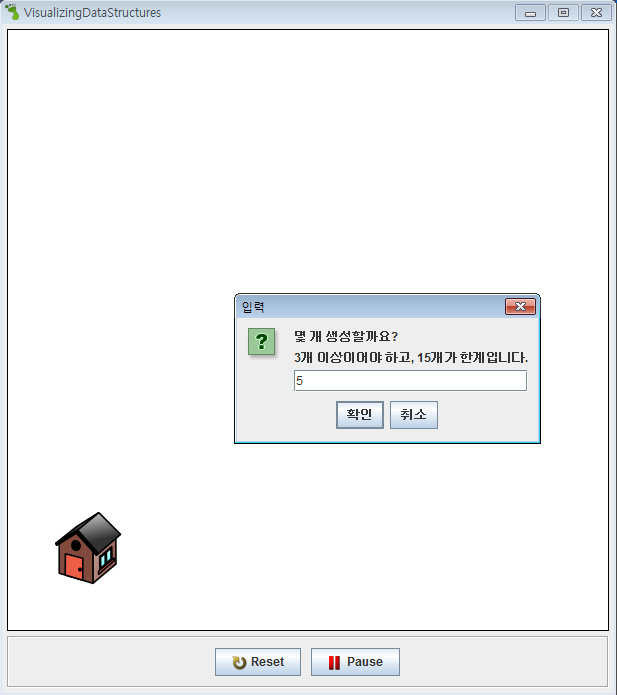 VisualizingDataStructures
입력
?
몇 개 생성할까요?
3개 이상이어야 하고, 15개가 한계입니다.
5
확인 취소
Reset Pause